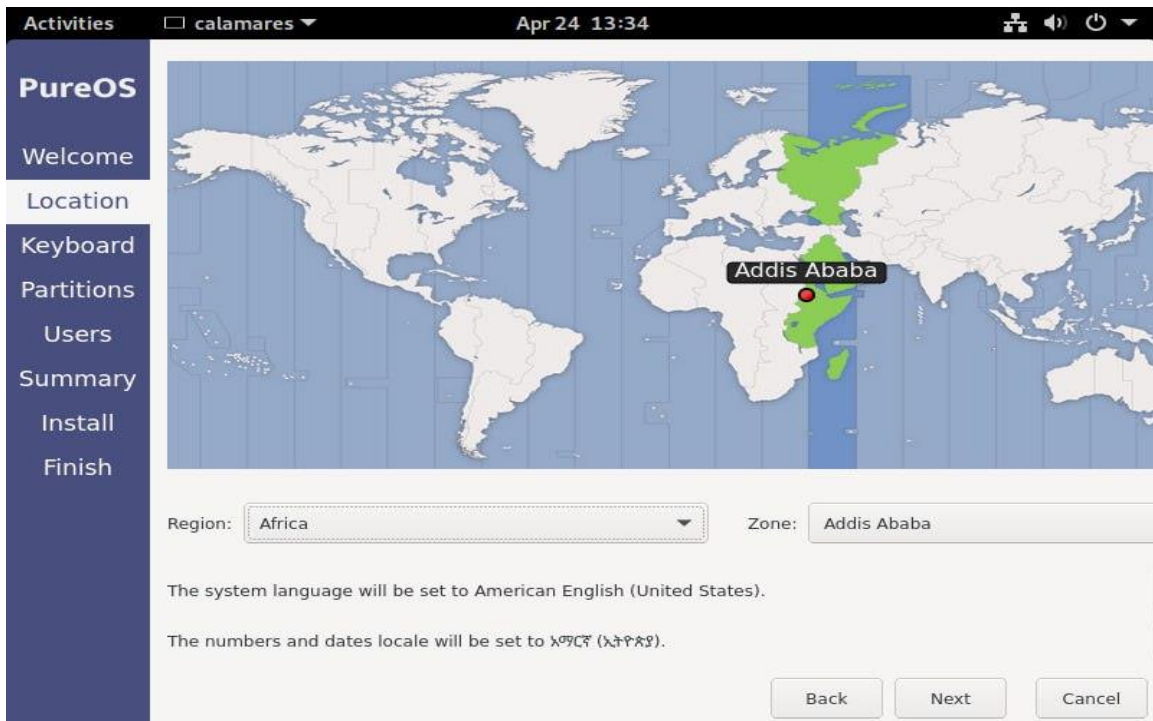 Activities calamares Apr 24 13:34
PureOS
Welcome
Location
Keyboard
Partitions
Users
Summary
Install
Finish
Addis Ababa
Region: Africa Zone: Addis Ababa
The system language will be set to American English (United States).
The numbers and dates locale will be set to አማርኛ (ኢትዮጵያ).
Back Next Cancel